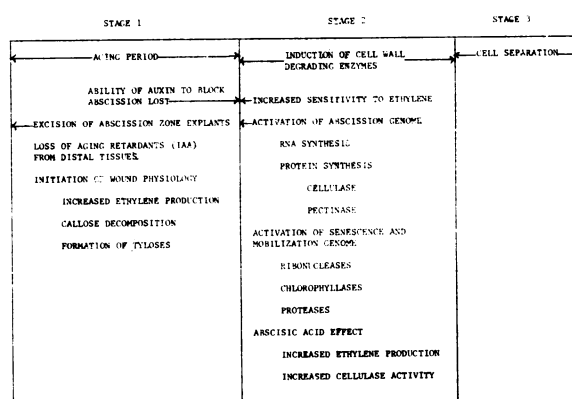 STAGE 1
STAGE 2
STAGE 3
AGING PERIOD
INDUCTION OF CELL WALL
DEGRADING ENZYMES
CELL SEPARATION
ABILITY OF AUXIN TO BLOCK
ABSCISSION LOST
INCREASED SENSITIVITY TO ETHYLENE
EXCISION OF ABSCISSION ZONE EXPLANTS
ACTIVATION OF ABSCISSION GENOME
LOSS OF AGING RETARDANTS (IAA)
FROM DISTAL TISSUES
INITIATION OF WOUND PHYSIOLOGY
INCREASED ETHYLENE PRODUCTION
CALLOSE DECOMPOSITION
FORMATION OF TYLOSES
RNA SYNTHESIS
PROTEIN SYNTHESIS
CELLULASE
PECTINASE
ACTIVATION OF SENESCENCE AND
MOBILIZATION GENOME
RIBONUCLEASES
CHLOROPHYLLASES
PROTEASES
ABSCISIC ACID EFFECT
INCREASED ETHYLENE PRODUCTION
INCREASED CELLULASE ACTIVITY